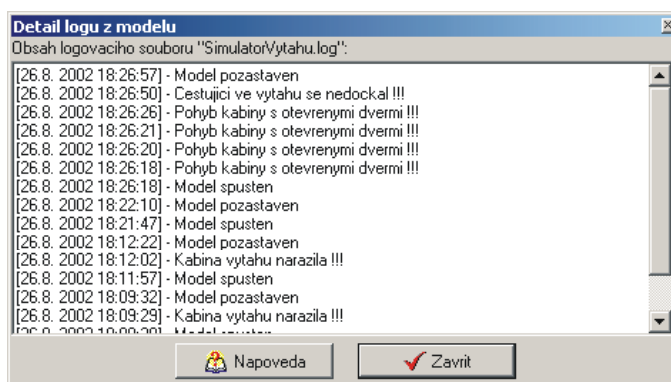 Detail logu z modelu
Obsah logovaciho souboru "SimulatorVytahu.log":
[26.8. 2002 18:26:57] - Model pozastaven
[26.8. 2002 18:26:50] - Cestujici ve vytahu se nedockal !!!
[26.8. 2002 18:26:26] - Pohyb kabiny s otevrenymi dvermi !!!
[26.8. 2002 18:26:21] - Pohyb kabiny s otevrenymi dvermi !!!
[26.8. 2002 18:26:20] - Pohyb kabiny s otevrenymi dvermi !!!
[26.8. 2002 18:26:18] - Pohyb kabiny s otevrenymi dvermi !!!
[26.8. 2002 18:26:18] - Model spusten
[26.8. 2002 18:22:10] - Model pozastaven
[26.8. 2002 18:21:47] - Model spusten
[26.8. 2002 18:12:22] - Model pozastaven
[26.8. 2002 18:12:02] - Kabina vytahu narazila !!!
[26.8. 2002 18:11:57] - Model spusten
[26.8. 2002 18:09:32] - Model pozastaven
[26.8. 2002 18:09:29] - Kabina vytahu narazila !!!
Napoveda
Zavrit